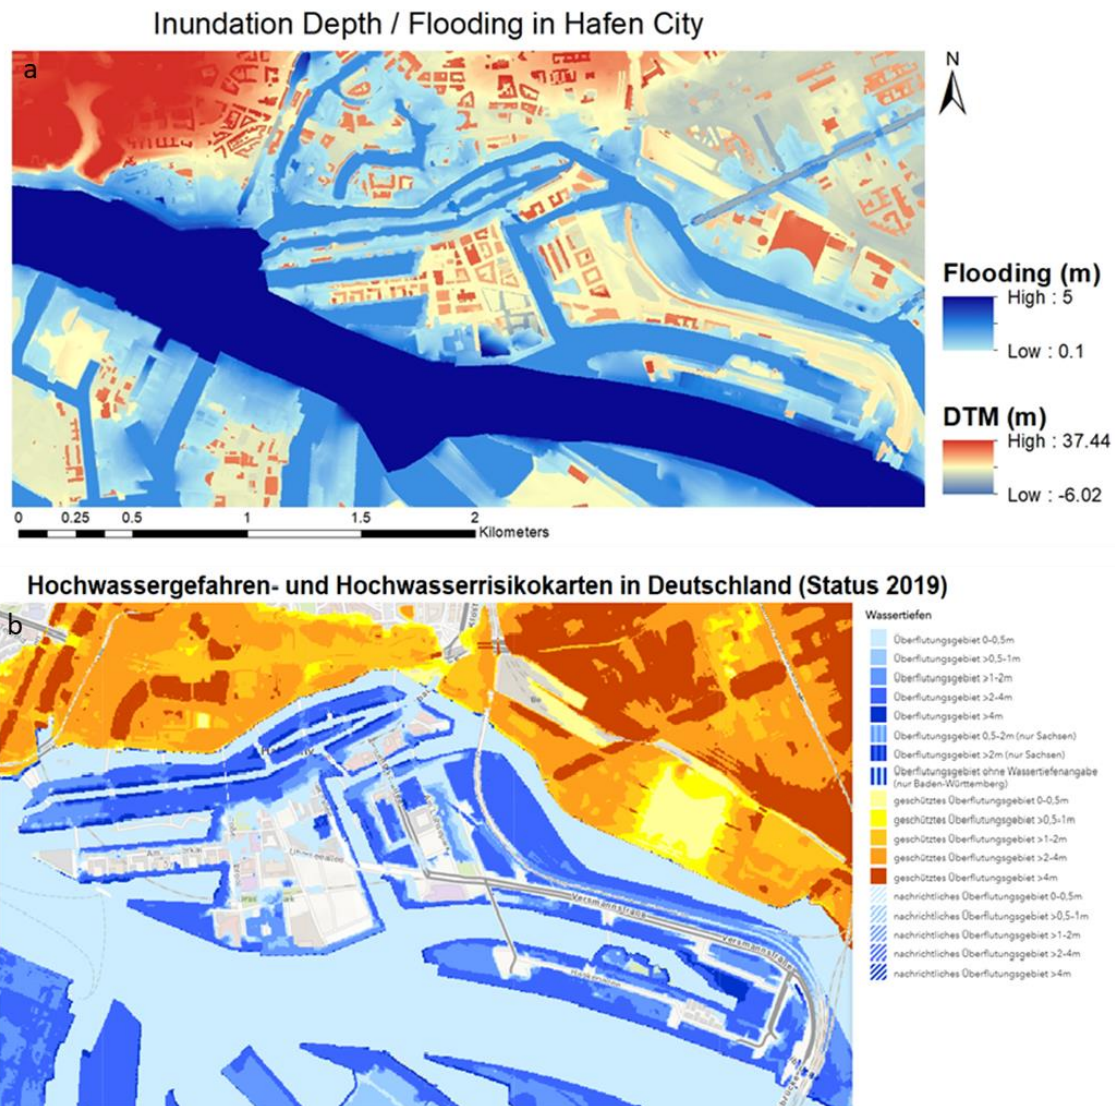 Inundation Depth / Flooding in Hafen City
a
N
Flooding (m)
High : 5
Low : 0.1
DTM (m)
High : 37.44
Low : -6.02
0 0.25 0.5 1 1.5 2
Kilometers
Hochwassergefahren- und Hochwasserrisikokarten in Deutschland (Status 2019)
b
Wassertiefen
Überflutungsgebiet 0-0,5m
Überflutungsgebiet >0,5-1m
Überflutungsgebiet >1-2m
Überflutungsgebiet >2-4m
Überflutungsgebiet >4m
Überflutungsgebiet 0,5-2m (nur Sachsen)
Überflutungsgebiet >2m (nur Sachsen)
Überflutungsgebiet ohne Wassertiefenangabe
(nur Baden-Württemberg)
geschütztes Überflutungsgebiet 0-0,5m
geschütztes Überflutungsgebiet >0,5-1m
geschütztes Überflutungsgebiet >1-2m
geschütztes Überflutungsgebiet >2-4m
geschütztes Überflutungsgebiet >4m
nachrichtliches Überflutungsgebiet 0-0,5m
nachrichtliches Überflutungsgebiet >0,5-1m
nachrichtliches Überflutungsgebiet >1-2m
nachrichtliches Überflutungsgebiet >2-4m
nachrichtliches Überflutungsgebiet >4m
Versmannstraße
Versmannstraße